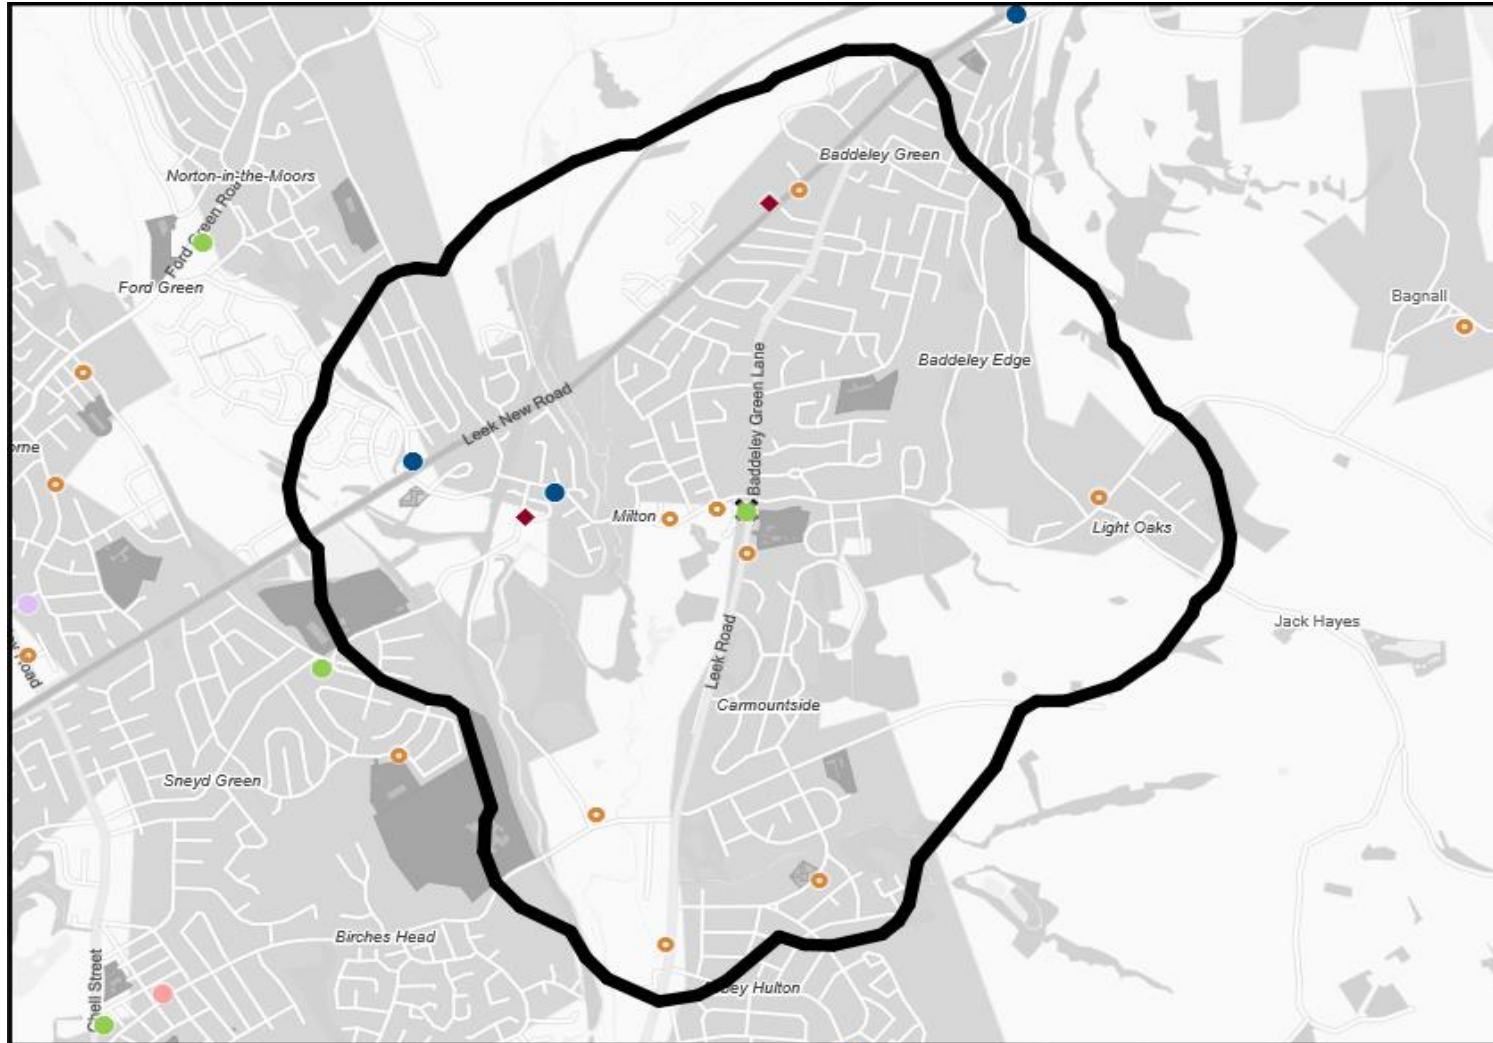 Baddeley Green
Norton-in-the-Moors
Ford Green Road
Ford Green
Bagnall
Baddeley Edge
Baddeley Green Lane
Leek New Road
Milton
Light Oaks
Jack Hayes
Leek Road
Carmountside
Sneyd Green
Birches Head
Hulton
Chell Street